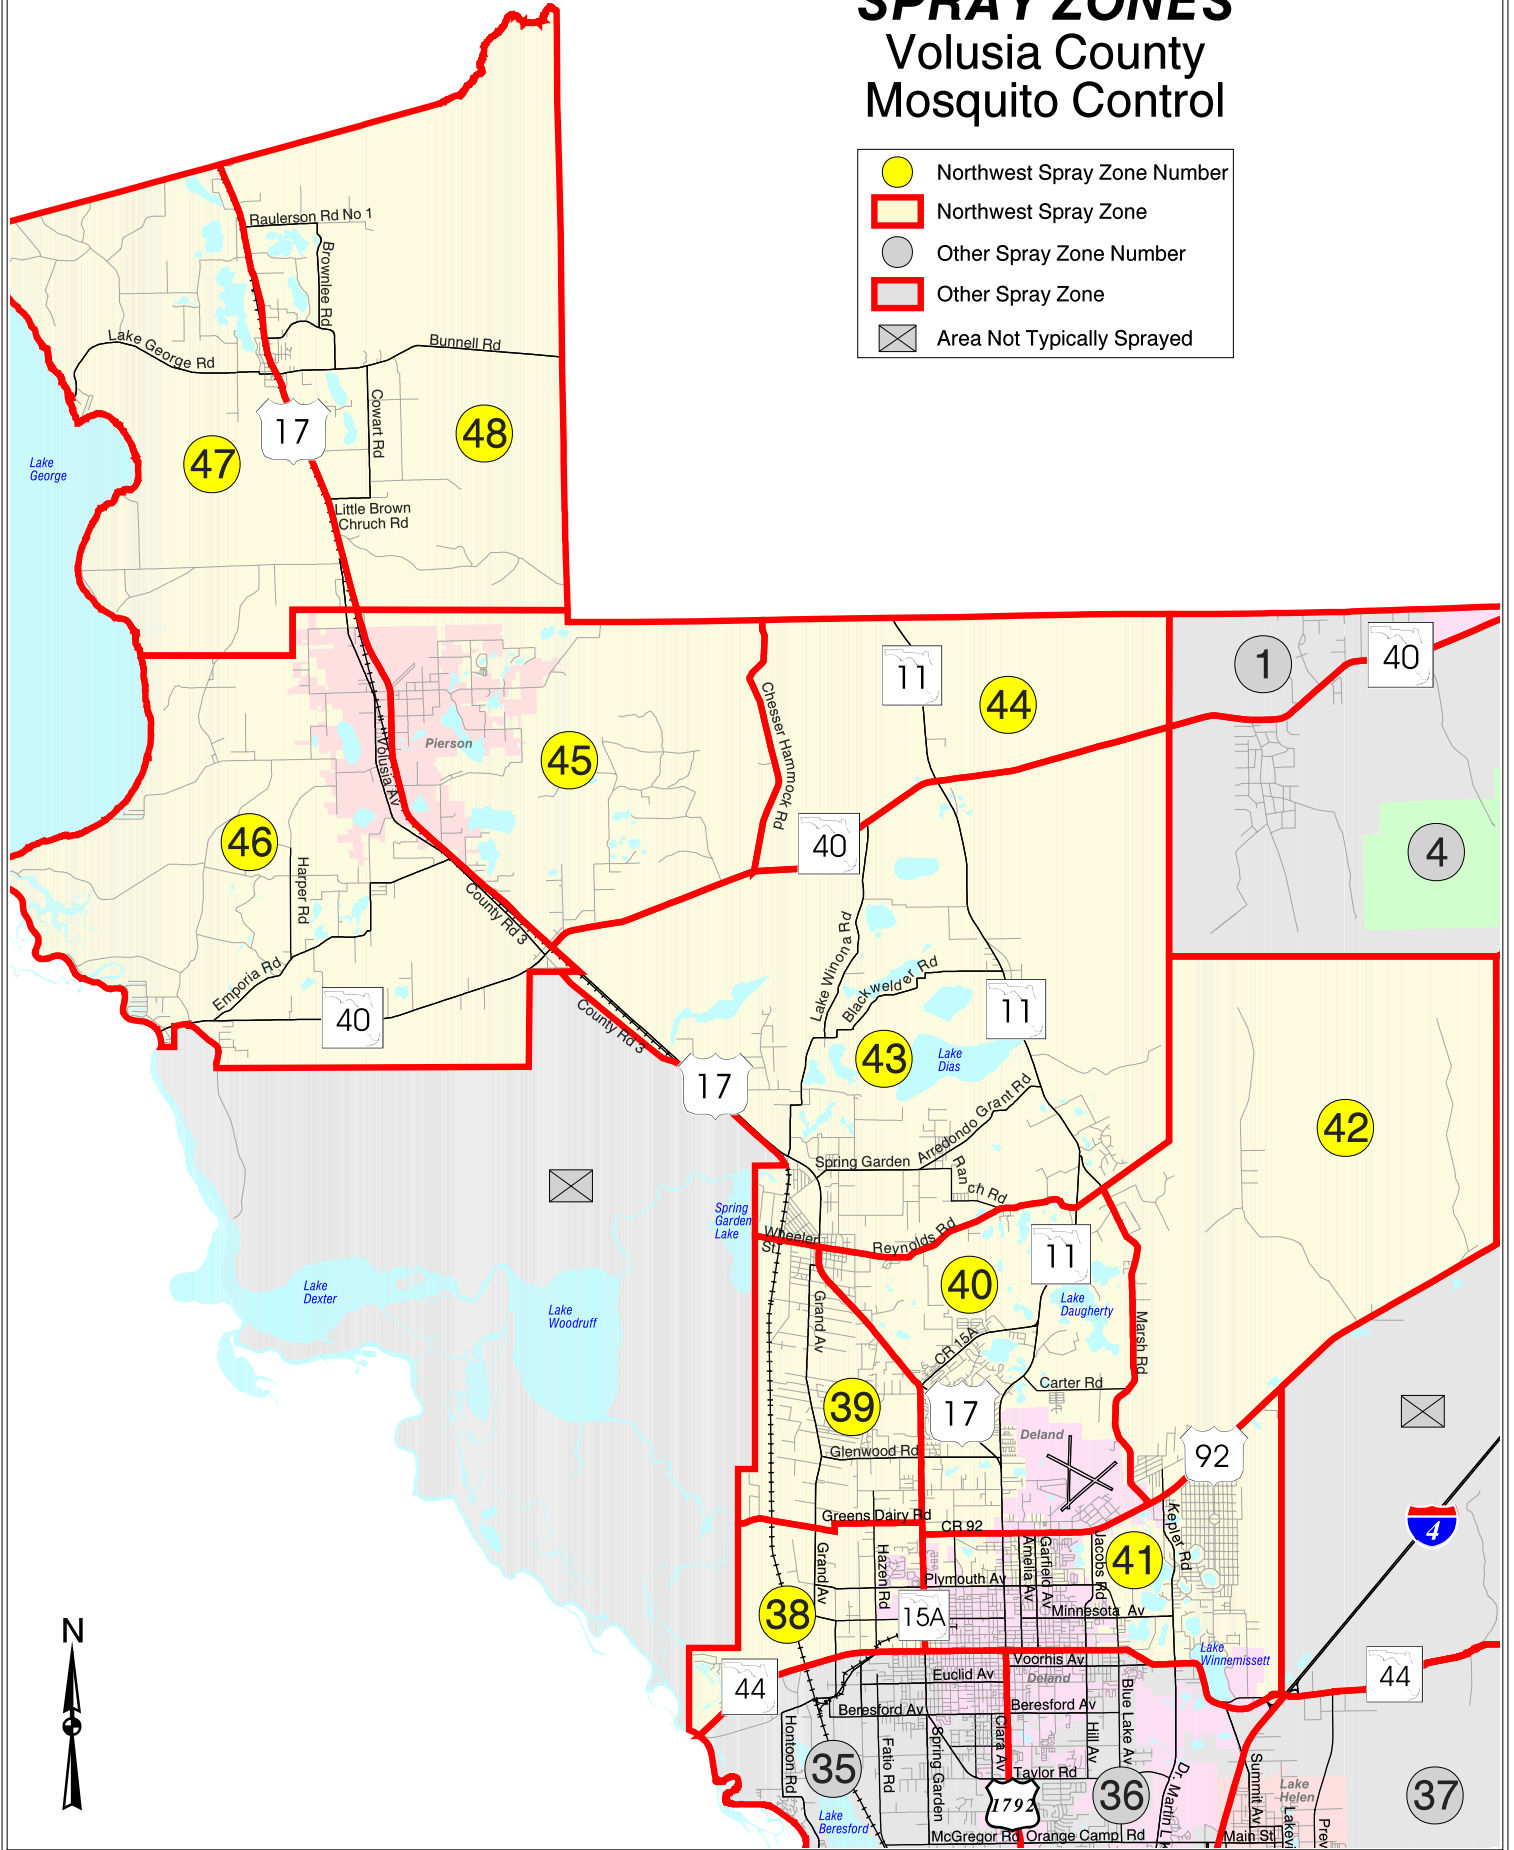 SPRAY ZONES
Volusia County
Mosquito Control
Northwest Spray Zone Number
Northwest Spray Zone
Other Spray Zone Number
Other Spray Zone
Area Not Typically Sprayed
Raulerson Rd No 1
Brownlee Rd
Lake George Rd
Bunnell Rd
Cowart Rd
17
48
47
Lake
George
Little Brown
Chruch Rd
1
40
11
44
Chesser Hammock Rd
Pierson
Volusia Av
45
46
40
4
Harper Rd
County Rd 3
Lake Winona Rd
Blackwelder Rd
Emporia Rd
40
11
County Rd 3
43
Lake
Dias
17
42
Arredondo Grant Rd
Spring Garden
Ran
ch Rd
Spring
Garden
Lake
Wheeler
St
Reynolds Rd
11
40
Lake
Dexter
Lake
Woodruff
Lake
Daugherty
Grand Av
Marsh Rd
CR 15A
Carter Rd
39
17
Deland
92
Glenwood Rd
Greens Dairy Rd
CR 92
4
Kepler Rd
Grand Av
Hazen Rd
Amelia Av
Garfield Av
Jacobs Rd
41
Plymouth Av
38
15A
Minnesota Av
N
Lake
Winnemissett
Voorhis Av
44
Euclid Av
Deland
44
Beresford Av
Beresford Av
Hontoon Rd
Fatio Rd
Spring Garden
Clara Av
Hill Av
Blue Lake Av
35
Taylor Rd
Dr. Martin L K
Summit Av
Lake
Helen
36
37
1792
Lake
Beresford
McGregor Rd
Orange Camp Rd
Main St
Lakevi
Prev